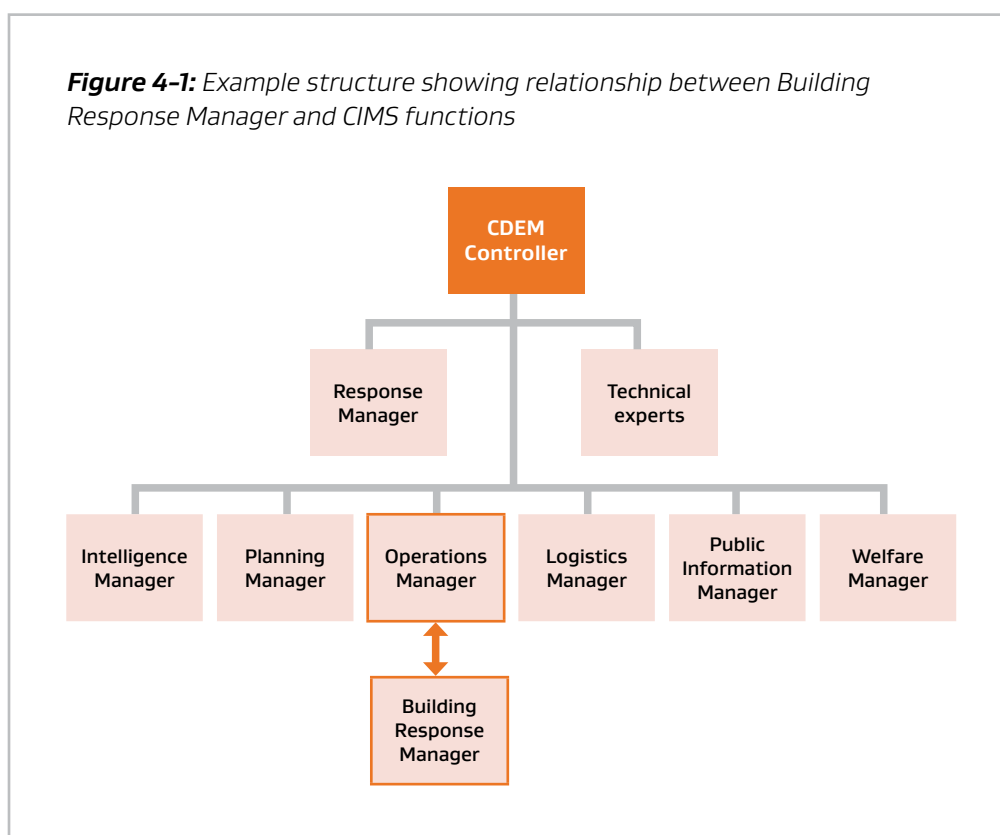 Figure 4-1: Example structure showing relationship between Building
Response Manager and CIMS functions
CDEM
Controller
Response
Manager
Technical
experts
Intelligence
Manager
Planning
Manager
Operations
Manager
Logistics
Manager
Public
Information
Manager
Welfare
Manager
Building
Response
Manager